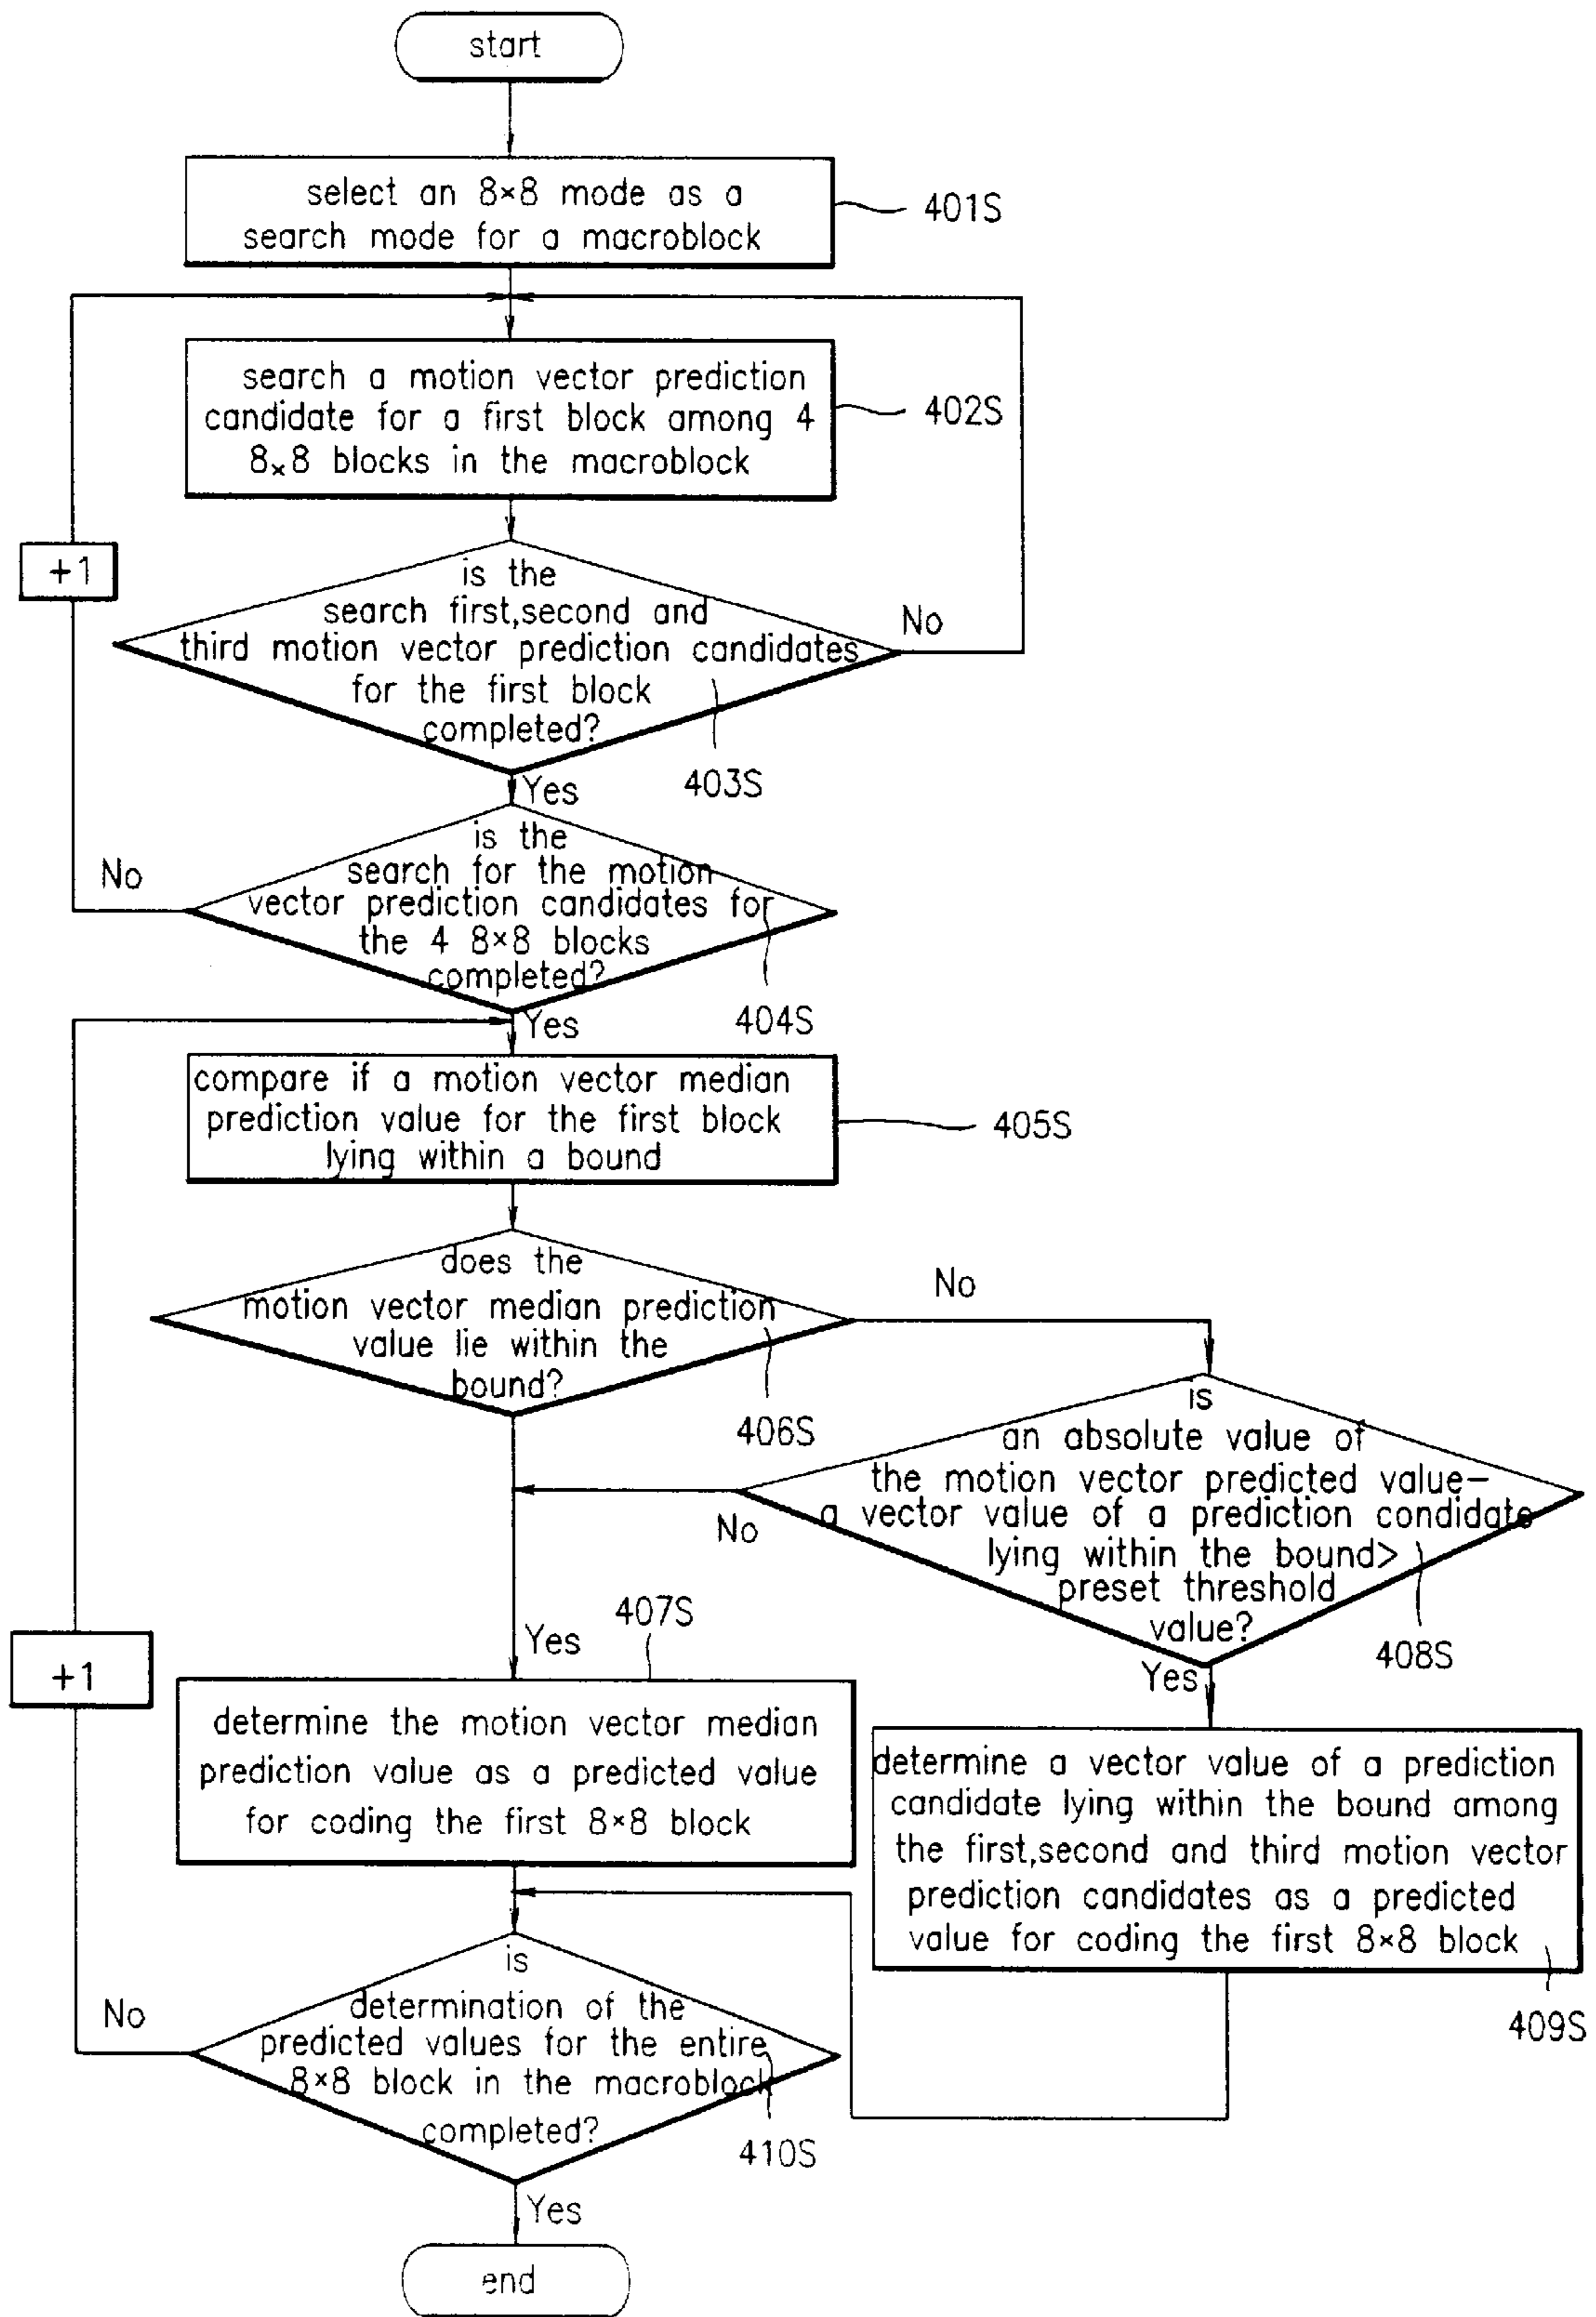 start
select an 8×8 mode as a
search mode for a macroblock
401S
search a motion vector prediction
candidate for a first block among 4
8×8 blocks in the macroblock
402S
+1
is the
search first,second and
third motion vector prediction candidates
for the first block
completed?
No
403S
Yes
is the
search for the motion
vector prediction candidates for
the 4 8×8 blocks
completed?
No
404S
Yes
compare if a motion vector median
prediction value for the first block
lying within a bound
405S
does the
motion vector median prediction
value lie within the
bound?
No
406S
is
an absolute value of
the motion vector predicted value-
a vector value of a prediction candidate
lying within the bound>
preset threshold
value?
No
408S
Yes
407S
Yes
+1
determine the motion vector median
prediction value as a predicted value
for coding the first 8×8 block
determine a vector value of a prediction
candidate lying within the bound among
the first,second and third motion vector
prediction candidates as a predicted
value for coding the first 8×8 block
409S
is
determination of the
predicted values for the entire
8×8 block in the macroblock
completed?
No
410S
Yes
end